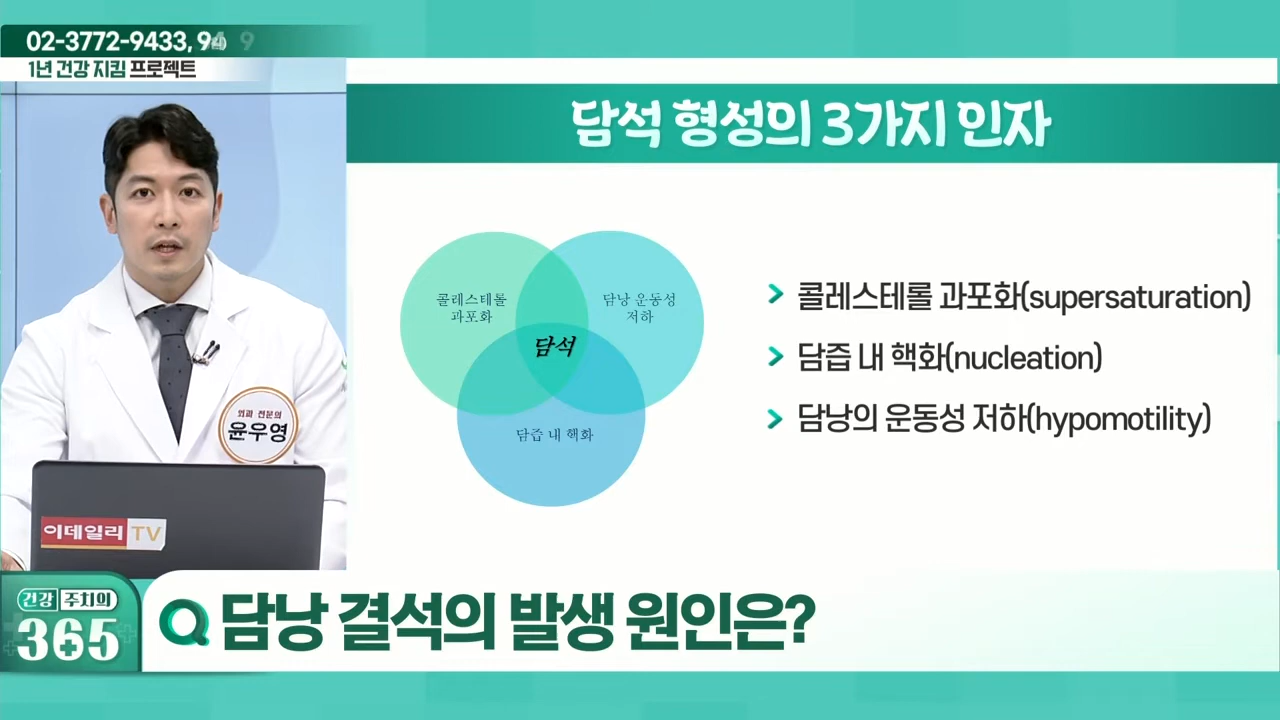 02-3772-9433, 9
1년 건강 지킴 프로젝트
담석 형성의 3가지 인자
콜레스테롤
과포화
담낭 운동성
저하
담석
담즙 내 핵화
콜레스테롤 과포화(supersaturation)
담즙 내 핵화(nucleation)
담낭의 운동성 저하(hypomotility)
외과 전문의
윤우영
이데일리 TV
건강 주치의
365
Q 담낭 결석의 발생 원인은?